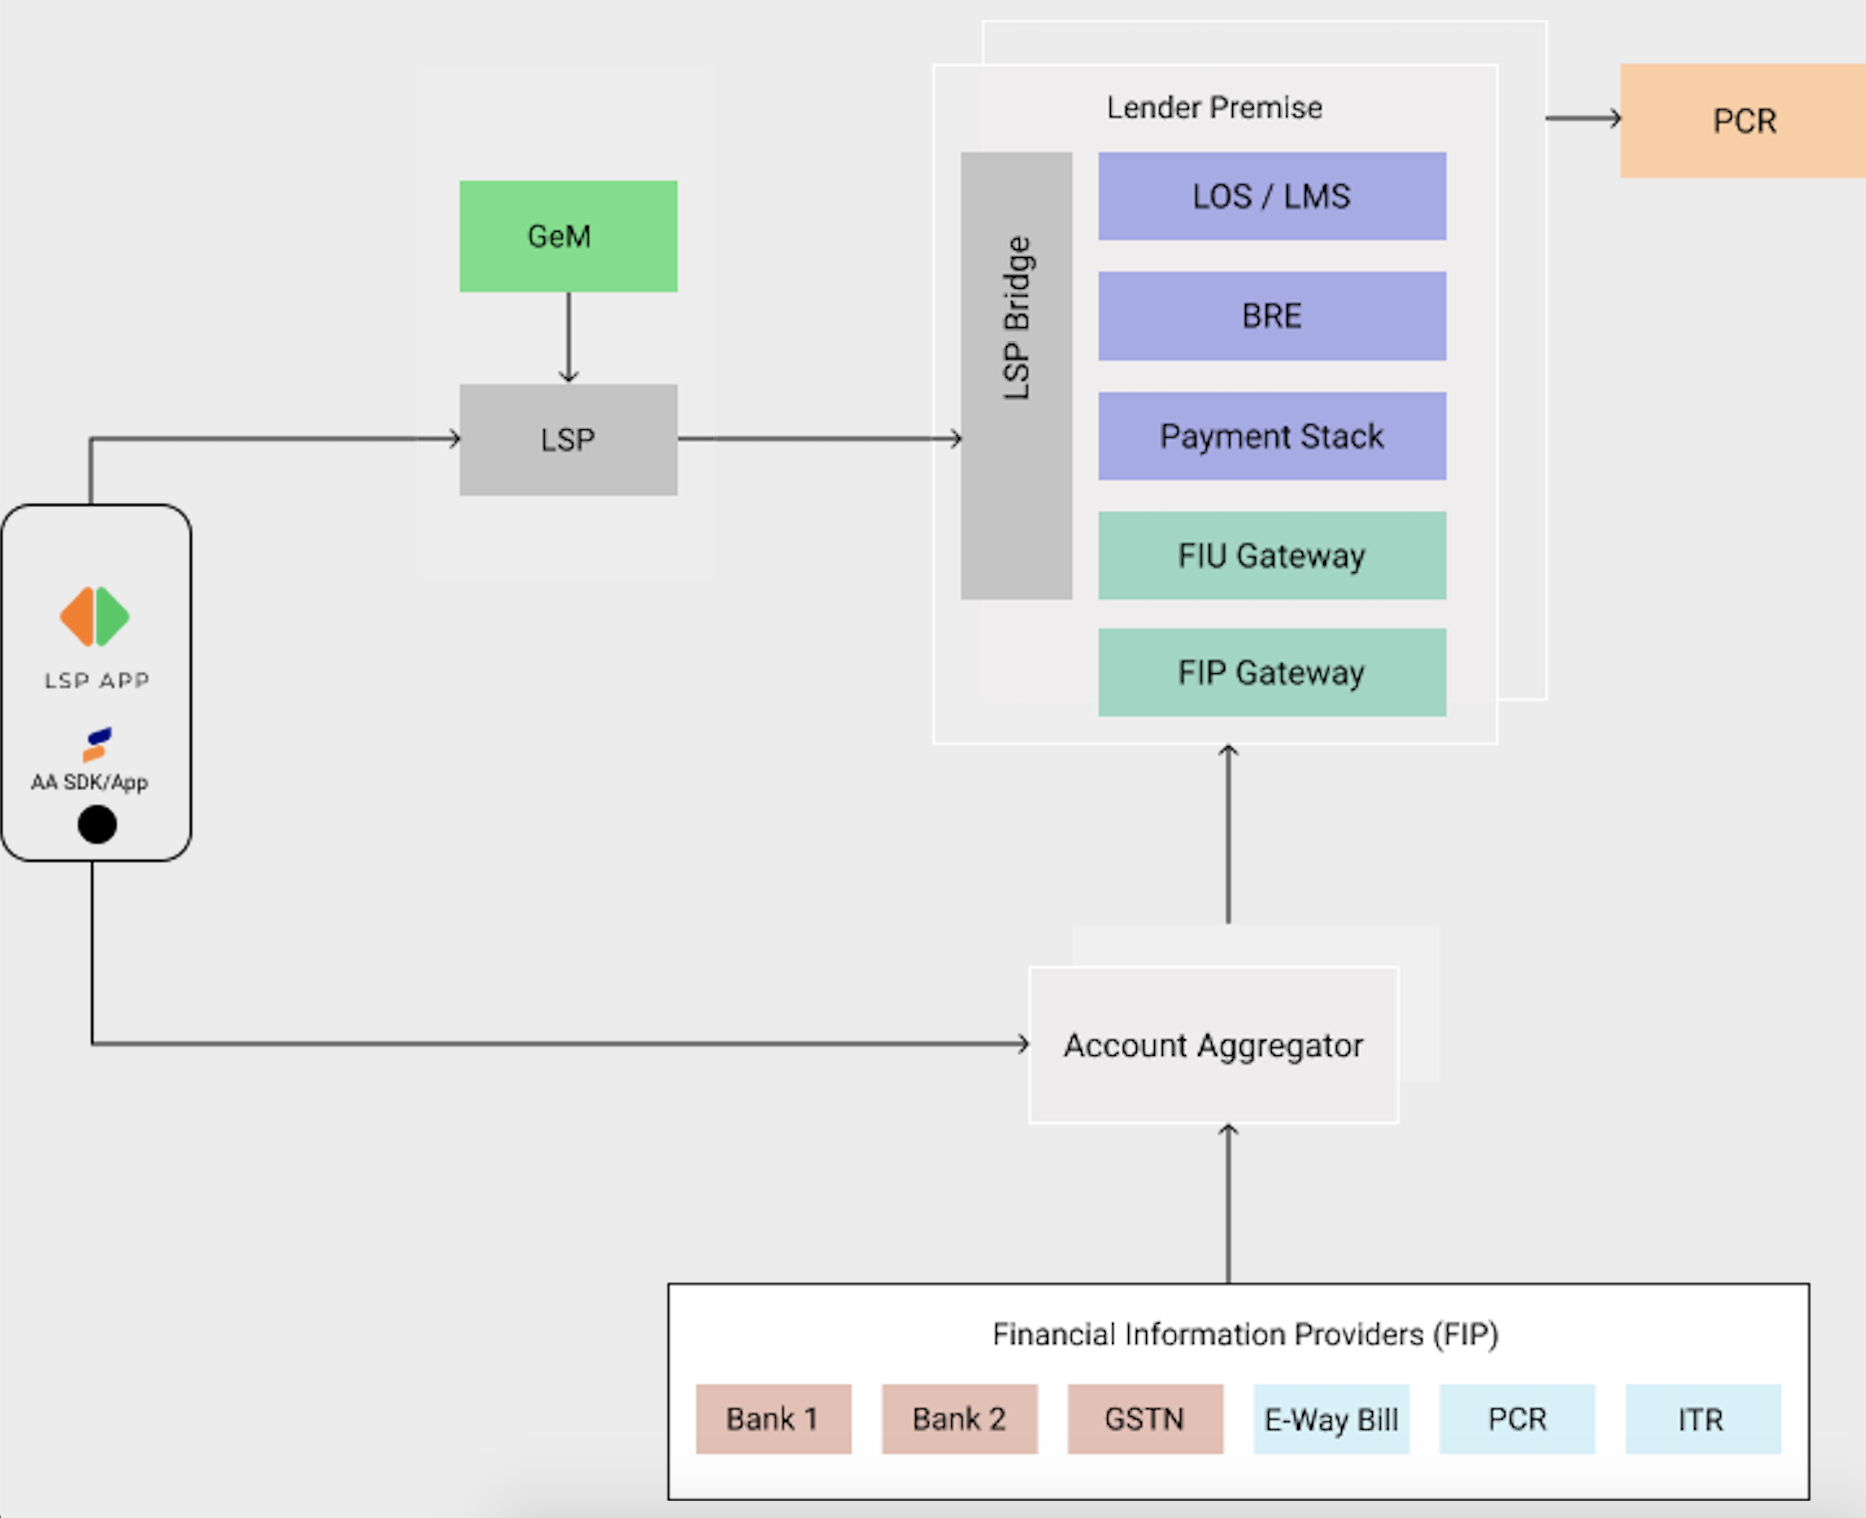 Lender Premise
PCR
LOS / LMS
GeM
LSP Bridge
BRE
LSP
Payment Stack
FIU Gateway
FIP Gateway
LSP APP
AA SDK/App
Account Aggregator
Financial Information Providers (FIP)
Bank 1
Bank 2
GSTN
E-Way Bill
PCR
ITR